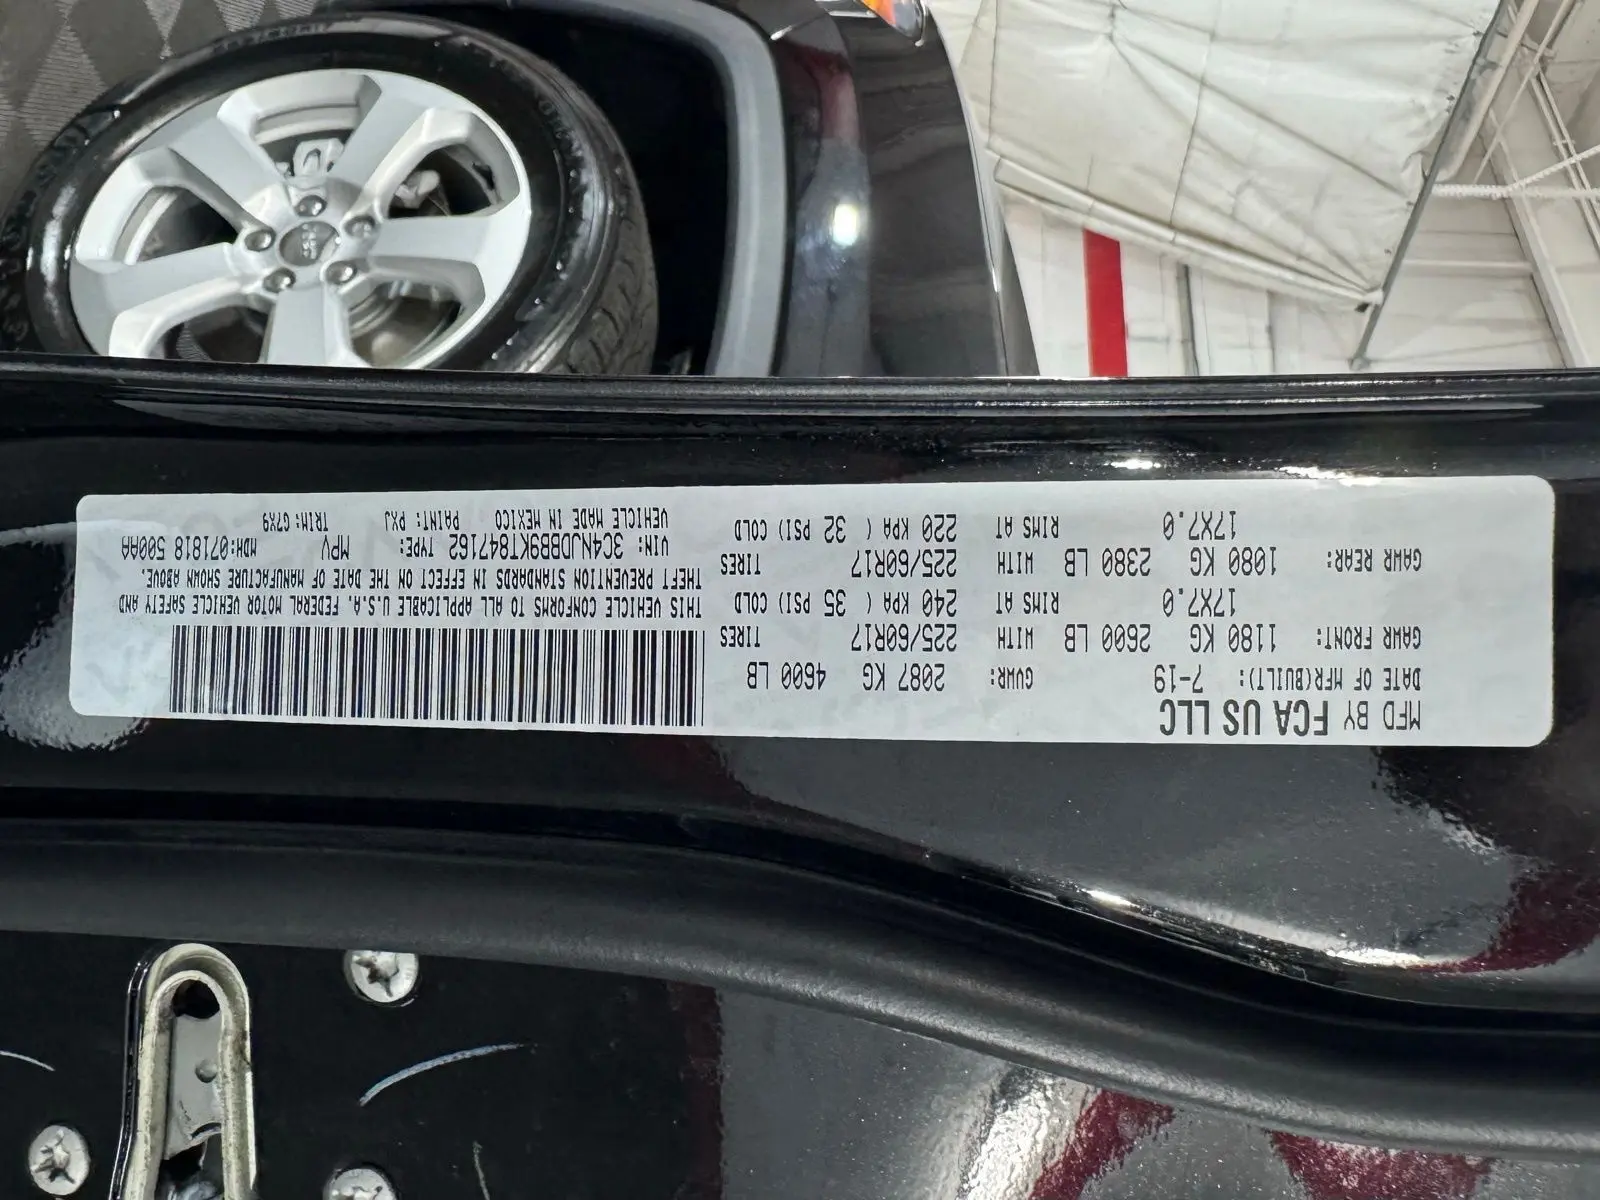 MFD BY FCA US LLC
DATE OF MFR(BUILT): 7-19 GVWR: 2087 KG 4600 LB
GAWR FRONT: 1180 KG 2600 LB WITH 225/60R17 TIRES
17X7.0 RIMS AT 240 KPA ( 35 PSI) COLD
GAWR REAR: 1080 KG 2380 LB WITH 225/60R17 TIRES
17X7.0 RIMS AT 220 KPA ( 32 PSI) COLD
THIS VEHICLE CONFORMS TO ALL APPLICABLE U.S.A. FEDERAL MOTOR VEHICLE SAFETY AND
THEFT PREVENTION STANDARDS IN EFFECT ON THE DATE OF MANUFACTURE SHOWN ABOVE.
VIN: 3C4NJDBB9KT847162 TYPE: MPV MDH:071818 500AA
VEHICLE MADE IN MEXICO PAINT: PXJ TRIM: G7X9
Jeep